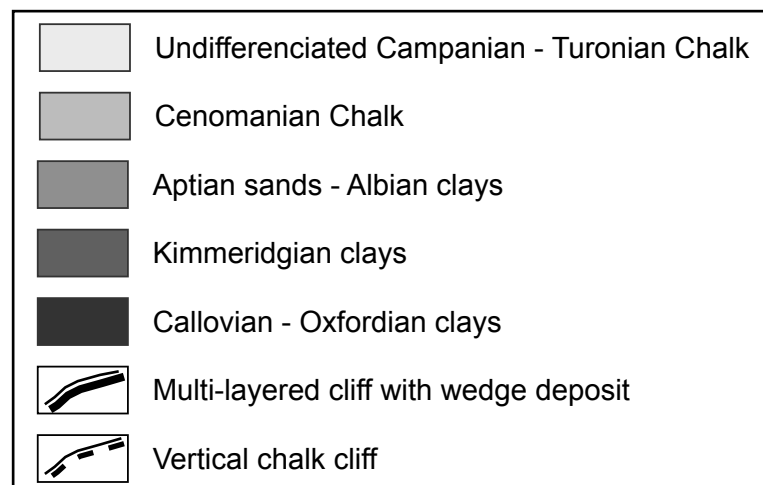 Undifferenciated Campanian - Turonian Chalk
Cenomanian Chalk
Aptian sands - Albian clays
Kimmeridgian clays
Callovian - Oxfordian clays
Multi-layered cliff with wedge deposit
Vertical chalk cliff